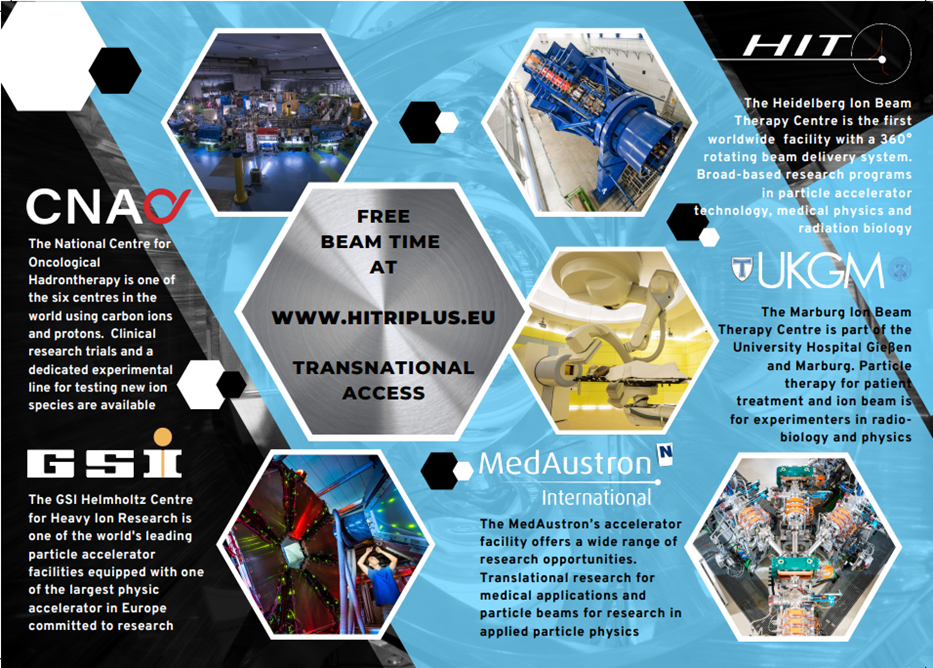 HIT
The Heidelberg Ion Beam
Therapy Centre is the first
worldwide facility with a 360°
rotating beam delivery system.
Broad-based research programs
in particle accelerator
technology, medical physics and
radiation biology
CNAO
The National Centre for
Oncological
Hadrontherapy is one of
the six centres in the
world using carbon ions
and protons. Clinical
research trials and a
dedicated experimental
line for testing new ion
species are available
FREE
BEAM TIME
AT
WWW.HITRIPLUS.EU
TRANSNATIONAL
ACCESS
UKGM
The Marburg Ion Beam
Therapy Centre is part of the
University Hospital Gießen
and Marburg. Particle
therapy for patient
treatment and ion beam is
for experimenters in radio-
biology and physics
GSI
The GSI Helmholtz Centre
for Heavy Ion Research is
one of the world's leading
particle accelerator
facilities equipped with one
of the largest physic
accelerator in Europe
committed to research
MedAustron N
International
The MedAustron's accelerator
facility offers a wide range of
research opportunities.
Translational research for
medical applications and
particle beams for research in
applied particle physics